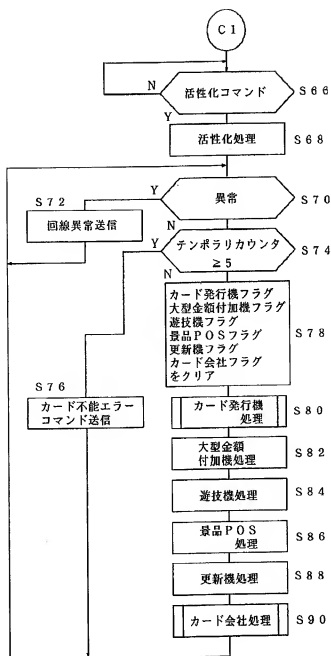 C1
N
活性化コマンド
S66
Y
活性化処理
S68
S72
Y
異常
S70
回線異常送信
N
Y
テンポラリカウンタ
≥5
S74
N
カード発行機フラグ
大型金額付加機フラグ
遊技機フラグ
景品POSフラグ
更新機フラグ
カード会社フラグ
をクリア
S78
S76
カード不能エラー
コマンド送信
カード発行機
処理
S80
大型金額
付加機処理
S82
遊技機処理
S84
景品POS
処理
S86
更新機処理
S88
カード会社処理
S90